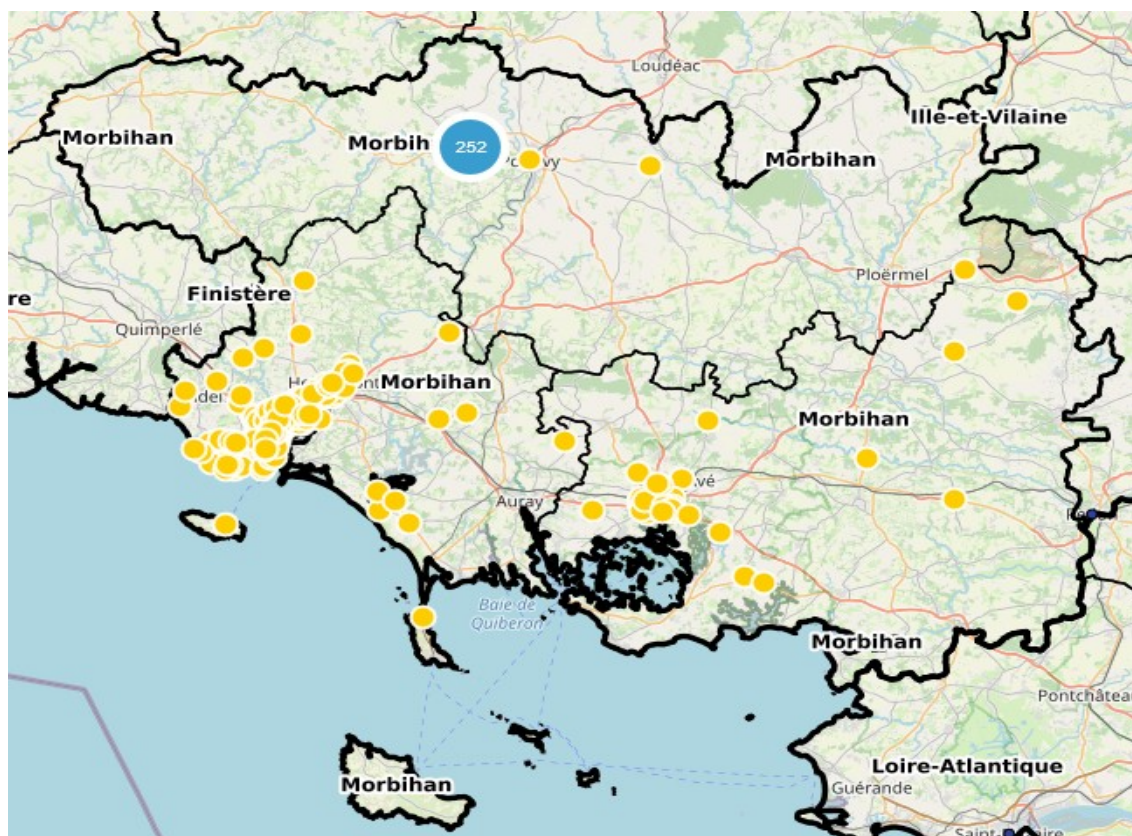 Loudéac
Ille-et-Vilaine
Morbihan
Morbih
252
Morbihan
Ploërmel
Finistère
re
Quimperlé
Morbihan
Morbihan
Auray
Baie de
Quiberon
Morbihan
Pontchâteau
Loire-Atlantique
Morbihan
Guérande